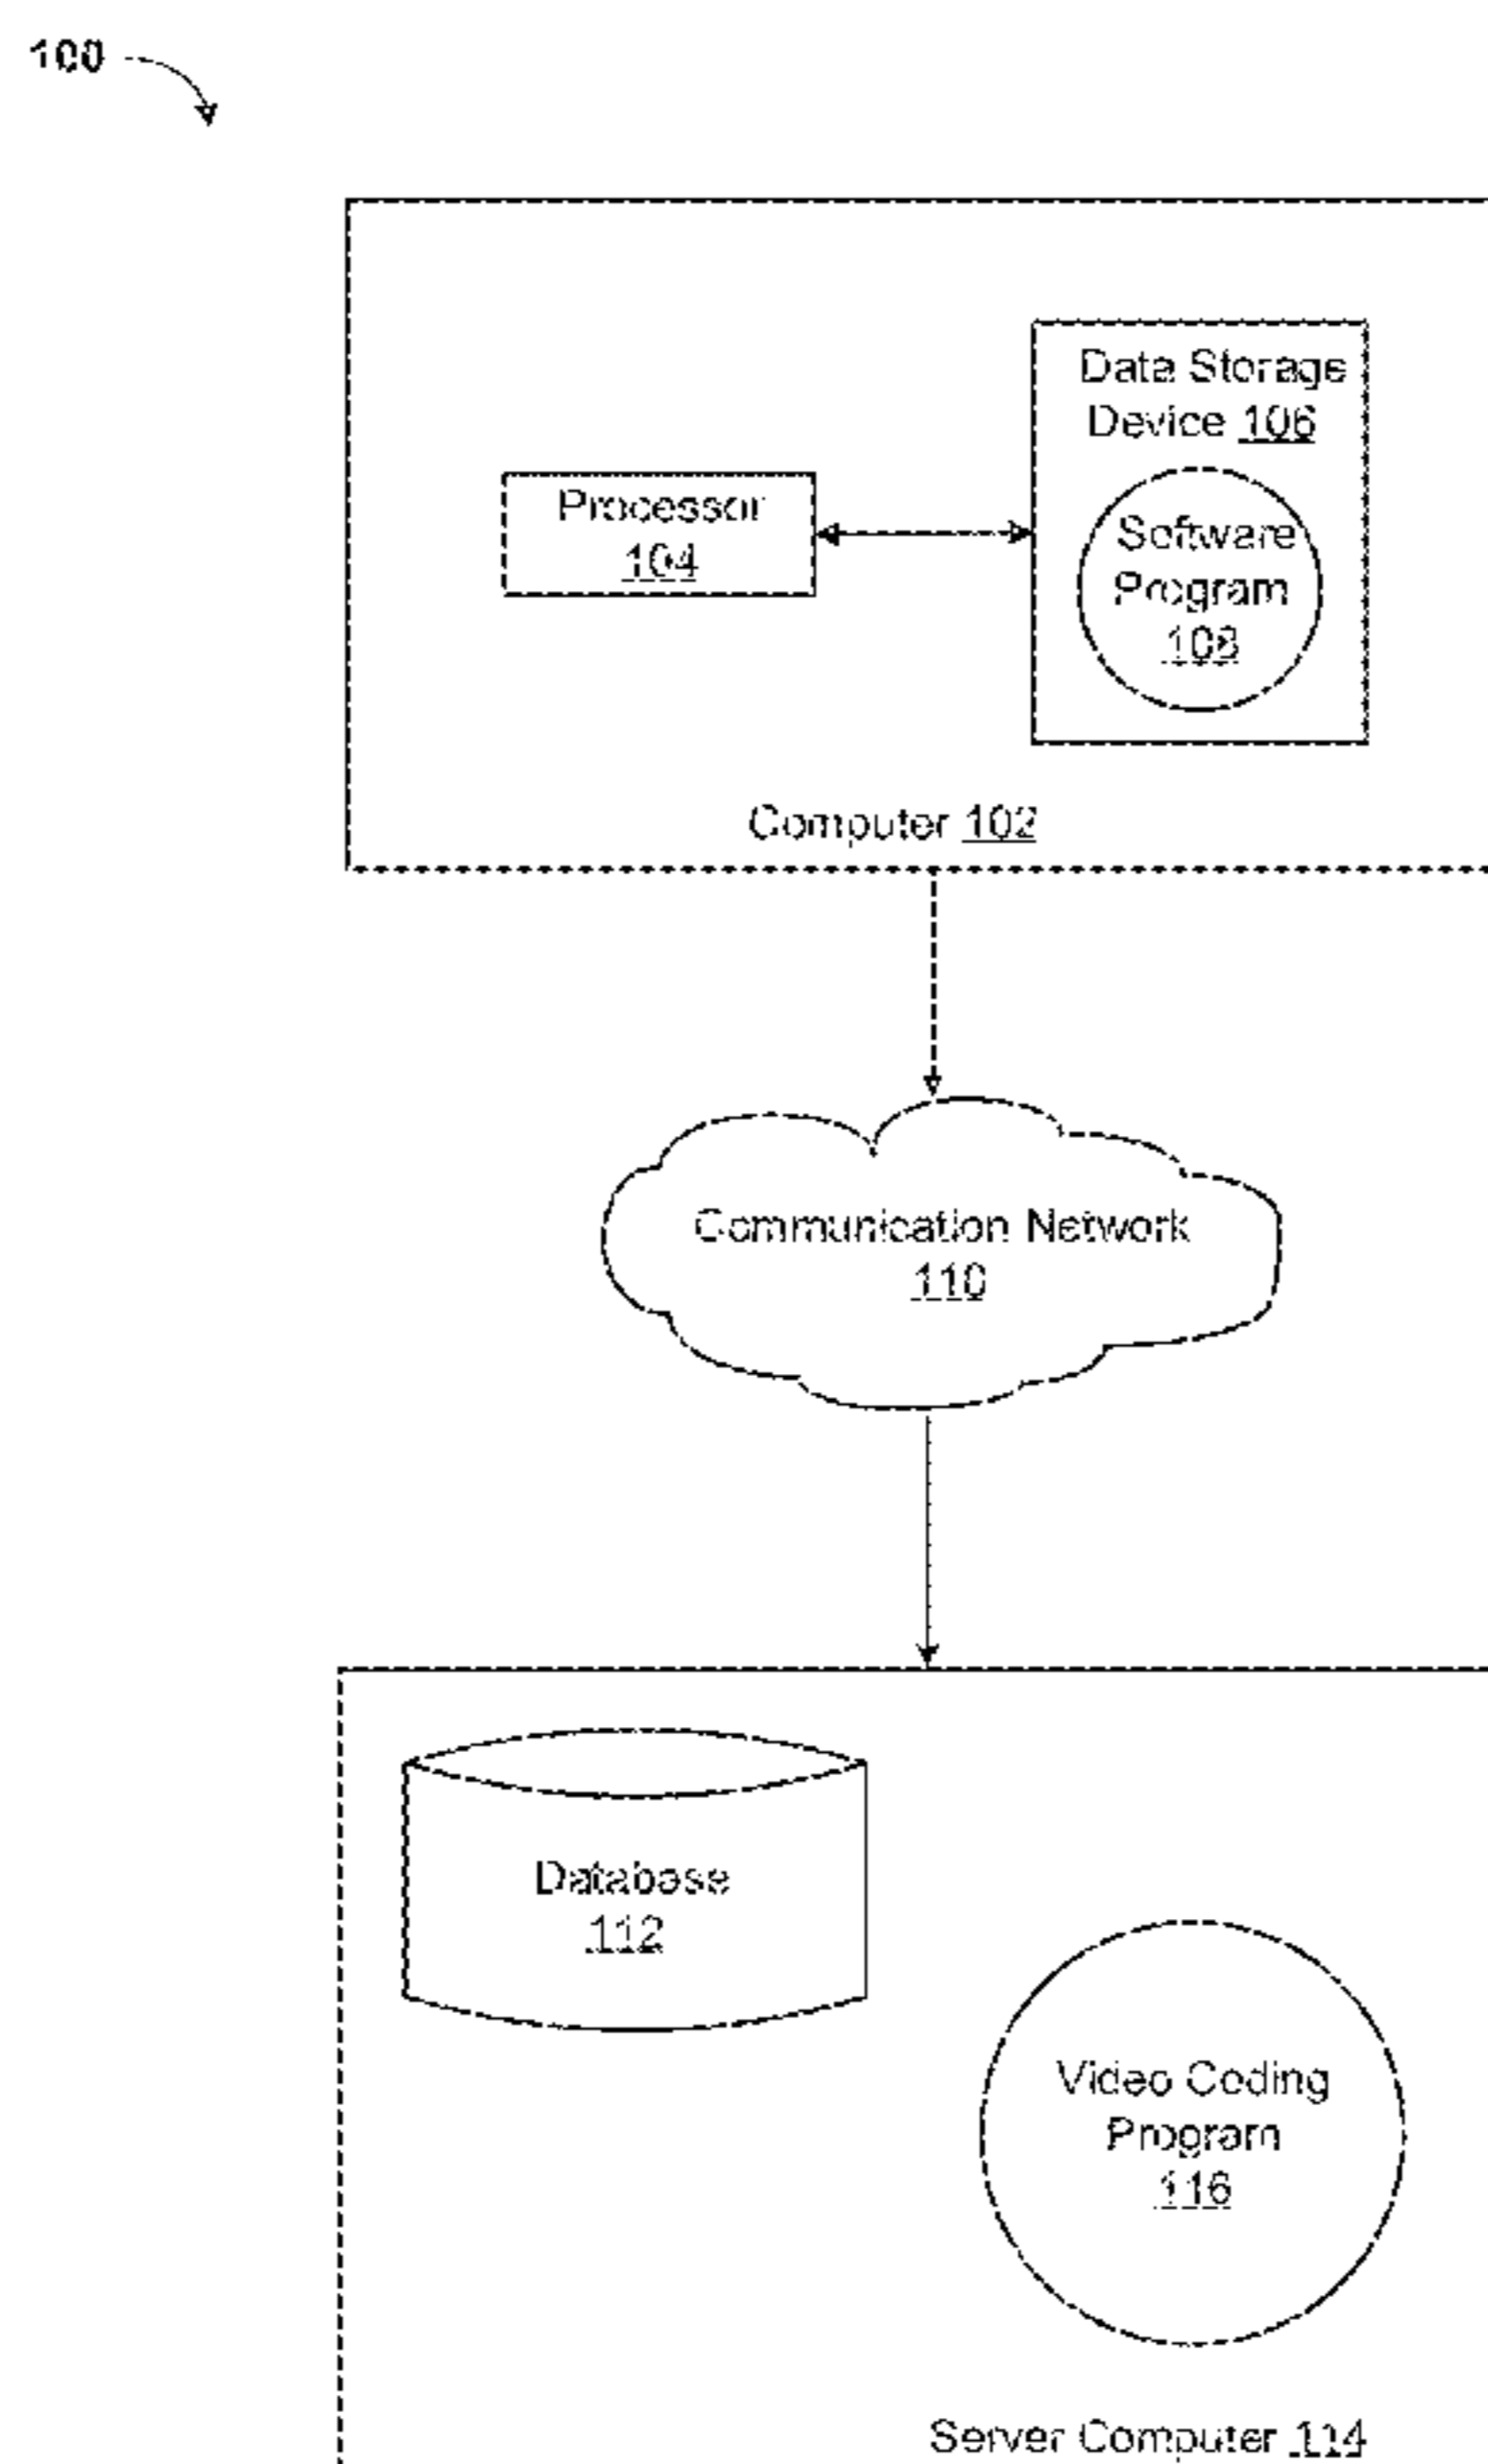 100
Data Storage
Device 106
Processor
104
Software
Program
108
Computer 102
Communication Network
110
Database
112
Video Coding
Program
116
Server Computer 114